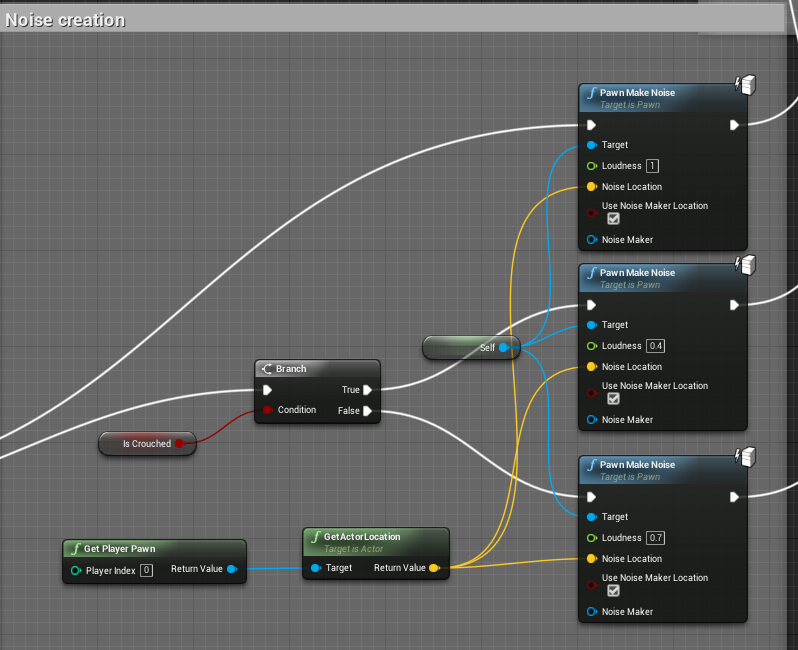 Noise creation
Pawn Make Noise
Target is Pawn
Target
Loudness 1
Noise Location
Use Noise Maker Location
Noise Maker
Pawn Make Noise
Target is Pawn
Target
Loudness 0.4
Noise Location
Use Noise Maker Location
Noise Maker
Self
Branch
True
Condition False
Is Crouched
Pawn Make Noise
Target is Pawn
Target
Loudness 0.7
Noise Location
Use Noise Maker Location
Noise Maker
Get Player Pawn
Player Index 0 Return Value
GetActorLocation
Target is Actor
Target Return Value